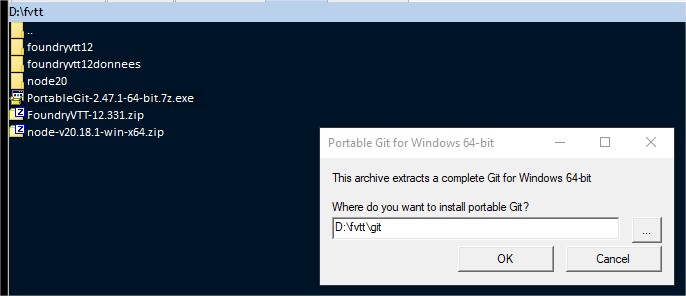 D:\fvtt
..
foundryvtt12
foundryvtt12donnees
node20
PortableGit-2.47.1-64-bit.7z.exe
FoundryVTT-12.331.zip
node-v20.18.1-win-x64.zip
Portable Git for Windows 64-bit
This archive extracts a complete Git for Windows 64-bit
Where do you want to install portable Git?
D:\fvtt\git
...
OK
Cancel